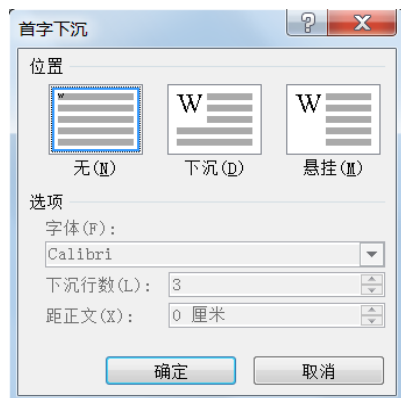 首字下沉
位置
W W W
无(N) 下沉(D) 悬挂(M)
选项
字体(F):
Calibri
下沉行数(L): 3
距正文(X): 0 厘米
确定 取消